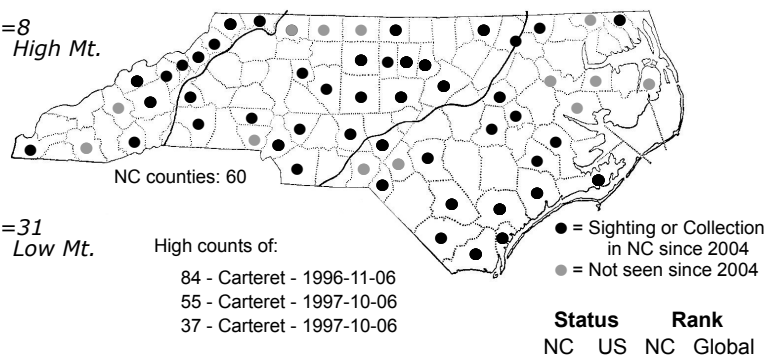 =8
High Mt.
NC counties: 60
=31
Low Mt.
High counts of:
84 - Carteret - 1996-11-06
55 - Carteret - 1997-10-06
37 - Carteret - 1997-10-06
= Sighting or Collection
in NC since 2004
= Not seen since 2004
Status Rank
NC US NC Global